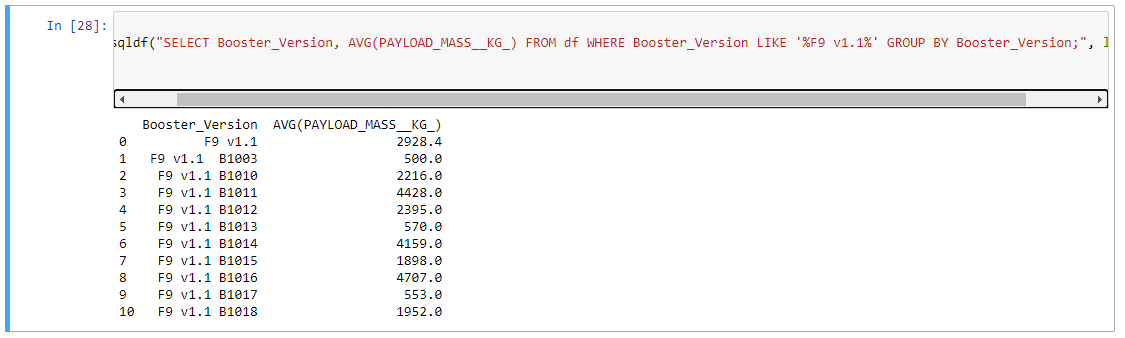 In [28]:
sqldf("SELECT Booster_Version, AVG(PAYLOAD_MASS__KG_) FROM df WHERE Booster_Version LIKE '%F9 v1.1%' GROUP BY Booster_Version;",
Booster_Version AVG(PAYLOAD_MASS__KG_)
0 F9 v1.1 2928.4
1 F9 v1.1  B1003 500.0
2 F9 v1.1 B1010 2216.0
3 F9 v1.1 B1011 4428.0
4 F9 v1.1 B1012 2395.0
5 F9 v1.1 B1013 570.0
6 F9 v1.1 B1014 4159.0
7 F9 v1.1 B1015 1898.0
8 F9 v1.1 B1016 4707.0
9 F9 v1.1 B1017 553.0
10 F9 v1.1 B1018 1952.0